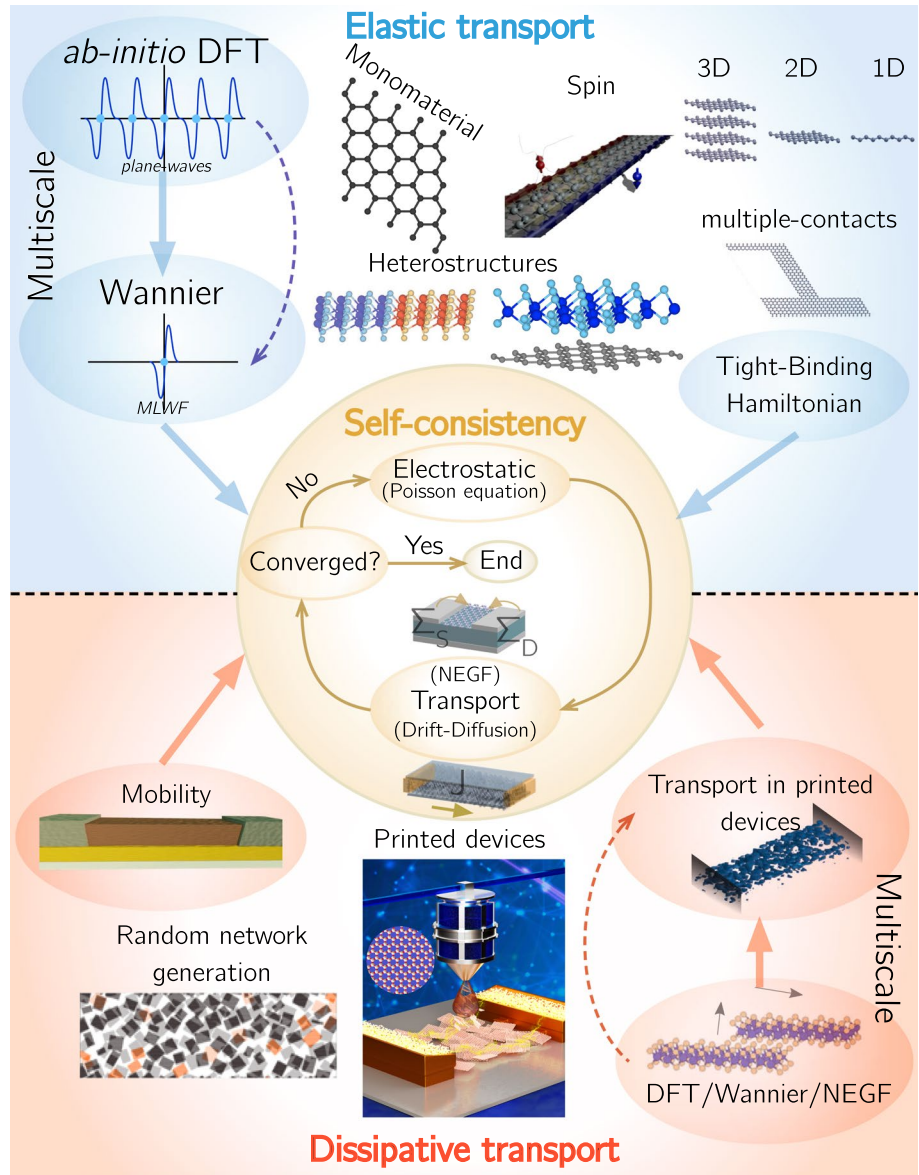 Elastic transport
ab-initio DFT
plane-waves
Multiscale
Wannier
MLWF
Monomaterial
Spin
3D
2D
1D
multiple-contacts
Heterostructures
Tight-Binding
Hamiltonian
Self-consistency
No
Electrostatic
(Poisson equation)
Converged?
Yes
End
∑S
∑D
(NEGF)
Transport
(Drift-Diffusion)
J
Mobility
Printed devices
Random network
generation
Transport in printed
devices
Multiscale
DFT/Wannier/NEGF
Dissipative transport